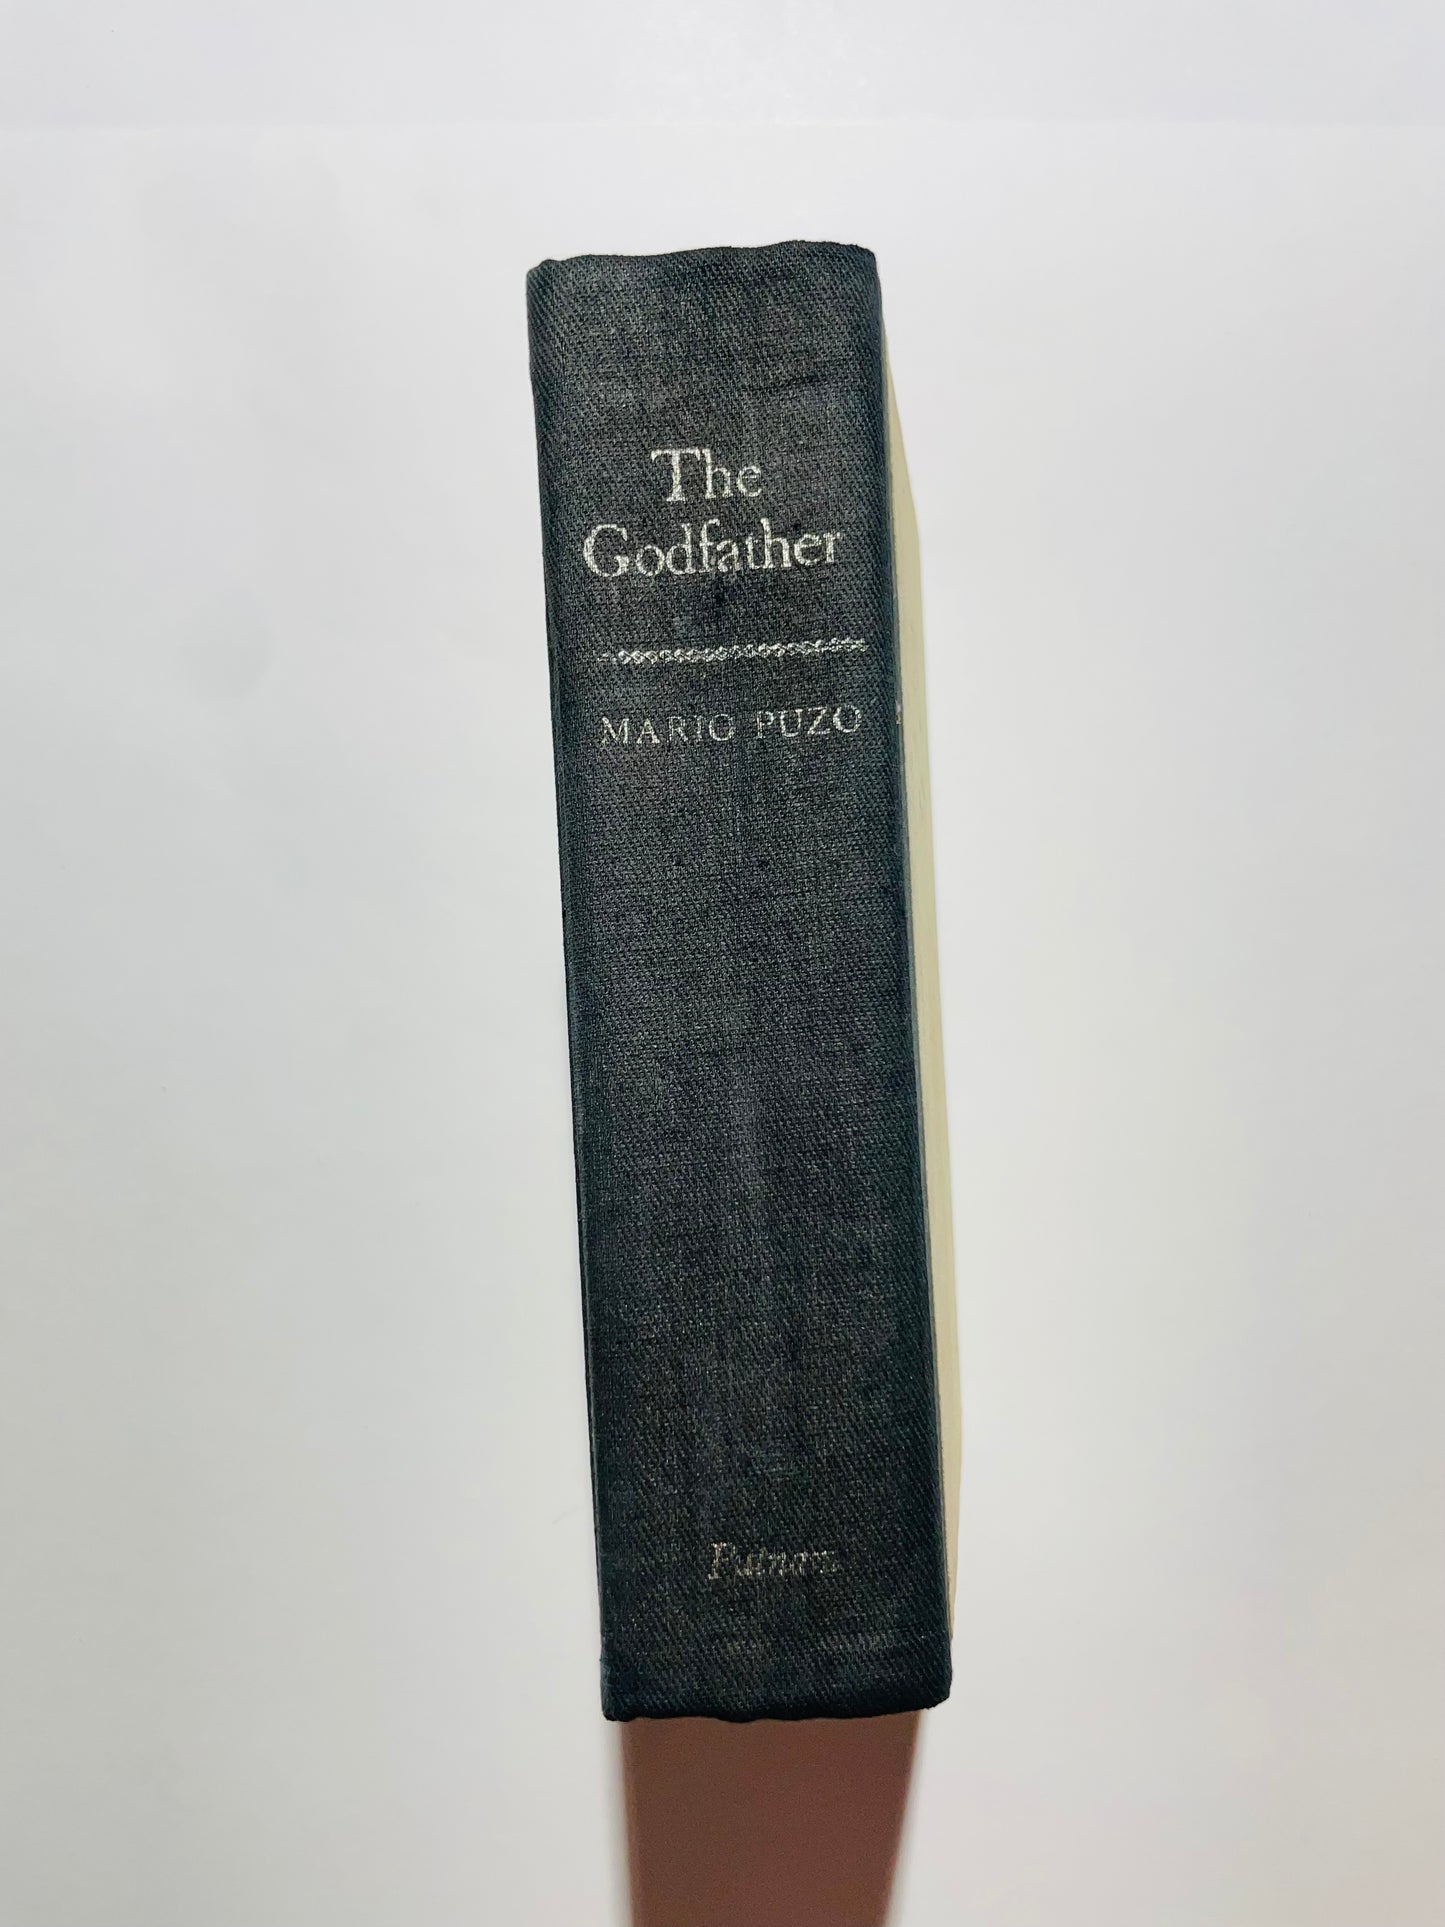 The
Godfather
MARIO PUZO
Putnam